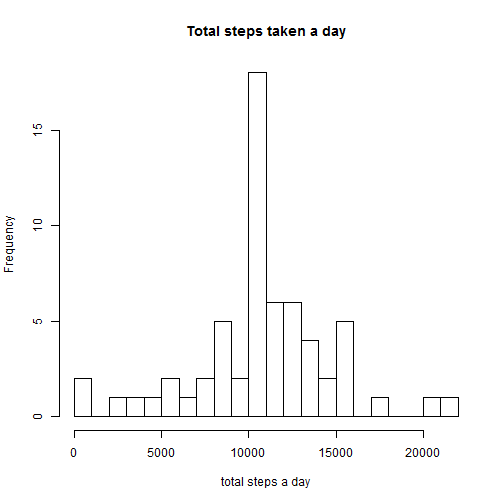 Total steps taken a day
Frequency
15
10
5
0
0 5000 10000 15000 20000
total steps a day